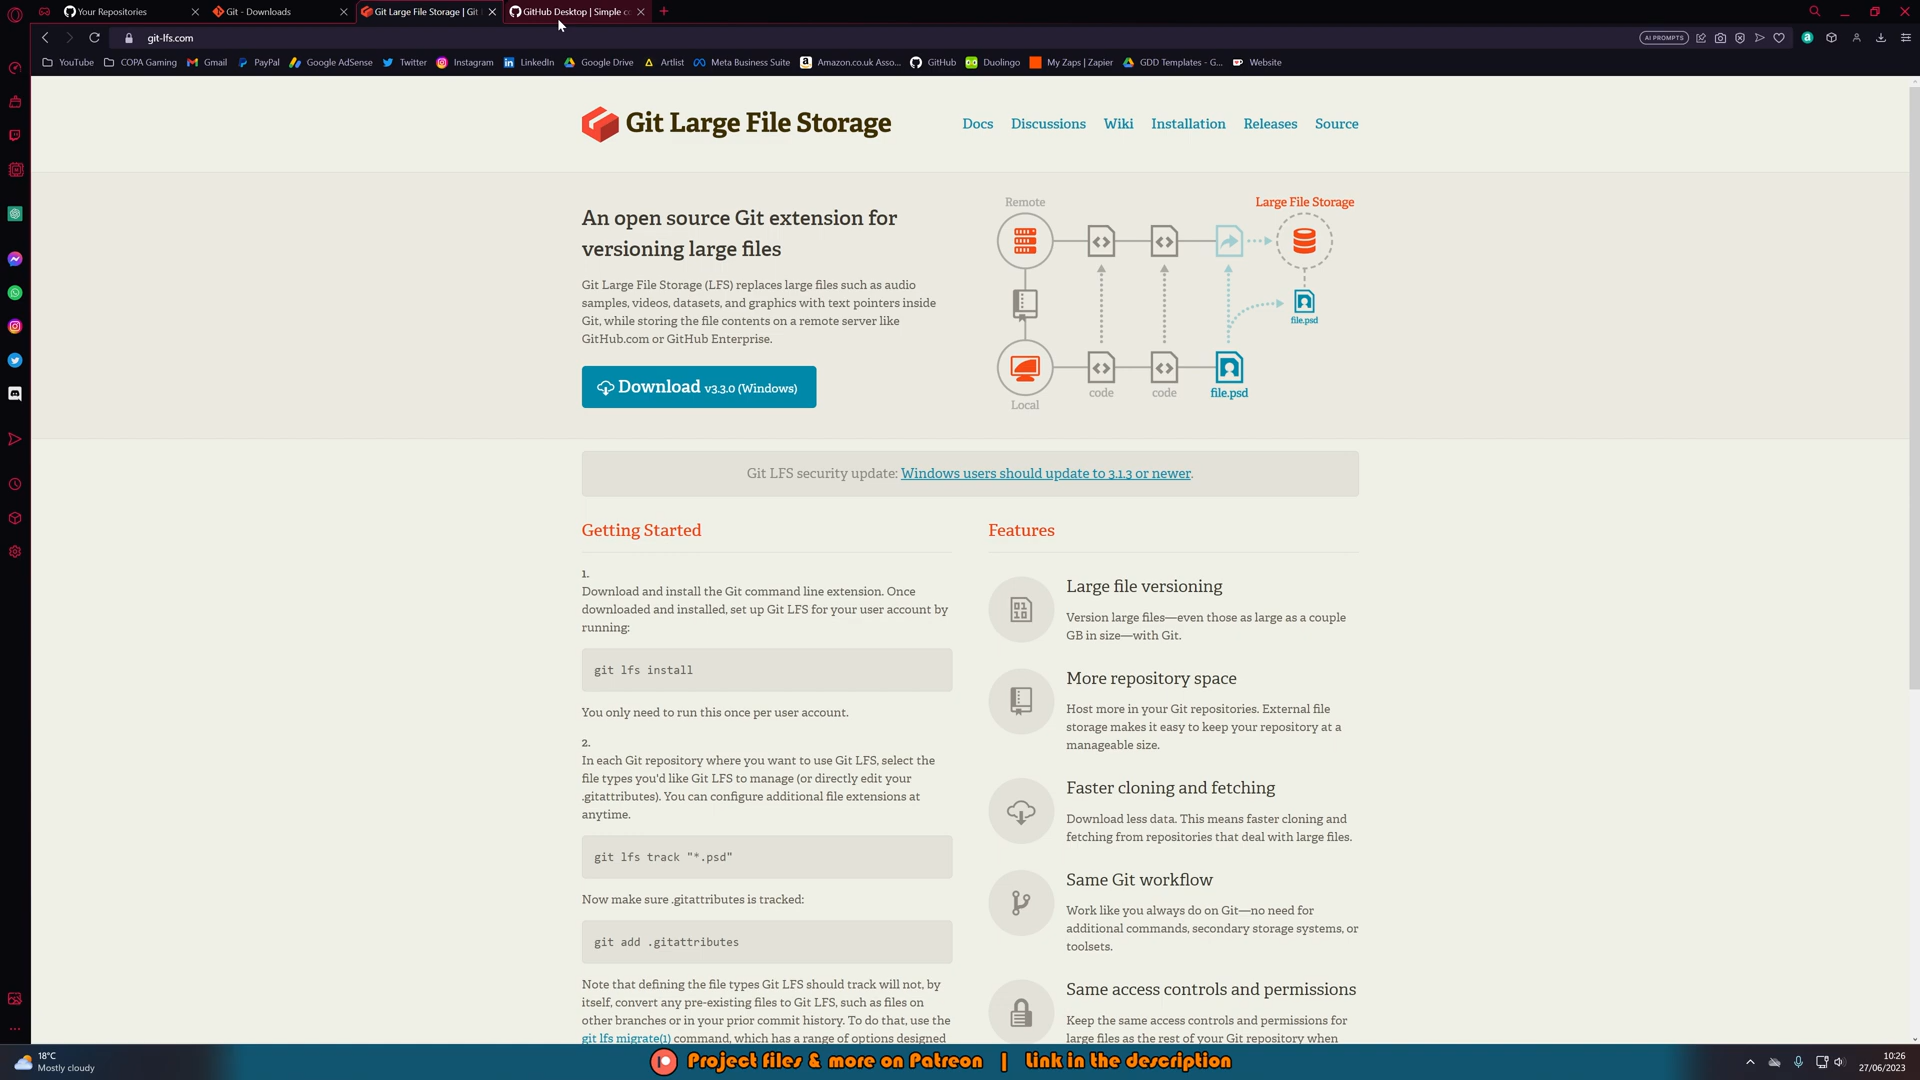 Your Repositories
Git - Downloads
Git Large File Storage | Git
GitHub Desktop | Simple co
git-lfs.com
AI PROMPTS
YouTube
COPA Gaming
Gmail
PayPal
Google AdSense
Twitter
Instagram
LinkedIn
Google Drive
Artlist
Meta Business Suite
Amazon.co.uk Asso...
GitHub
Duolingo
My Zaps | Zapier
GDD Templates - G...
Website
Git Large File Storage
Docs
Discussions
Wiki
Installation
Releases
Source
An open source Git extension for
versioning large files
Git Large File Storage (LFS) replaces large files such as audio
samples, videos, datasets, and graphics with text pointers inside
Git, while storing the file contents on a remote server like
GitHub.com or GitHub Enterprise.
Download v3.3.0 (Windows)
Remote
Large File Storage
file.psd
Local
code
code
file.psd
Git LFS security update: Windows users should update to 3.1.3 or newer.
Getting Started
1.
Download and install the Git command line extension. Once
downloaded and installed, set up Git LFS for your user account by
running:
git lfs install
You only need to run this once per user account.
2.
In each Git repository where you want to use Git LFS, select the
file types you'd like Git LFS to manage (or directly edit your
.gitattributes). You can configure additional file extensions at
anytime.
git lfs track "*.psd"
Now make sure .gitattributes is tracked:
git add .gitattributes
Note that defining the file types Git LFS should track will not, by
itself, convert any pre-existing files to Git LFS, such as files on
other branches or in your prior commit history. To do that, use the
git lfs migrate(1) command, which has a range of options designed
Features
Large file versioning
Version large files—even those as large as a couple
GB in size—with Git.
More repository space
Host more in your Git repositories. External file
storage makes it easy to keep your repository at a
manageable size.
Faster cloning and fetching
Download less data. This means faster cloning and
fetching from repositories that deal with large files.
Same Git workflow
Work like you always do on Git—no need for
additional commands, secondary storage systems, or
toolsets.
Same access controls and permissions
Keep the same access controls and permissions for
large files as the rest of your Git repository when
18°C
Mostly cloudy
Project files & more on Patreon | Link in the description
10:26
27/06/2023